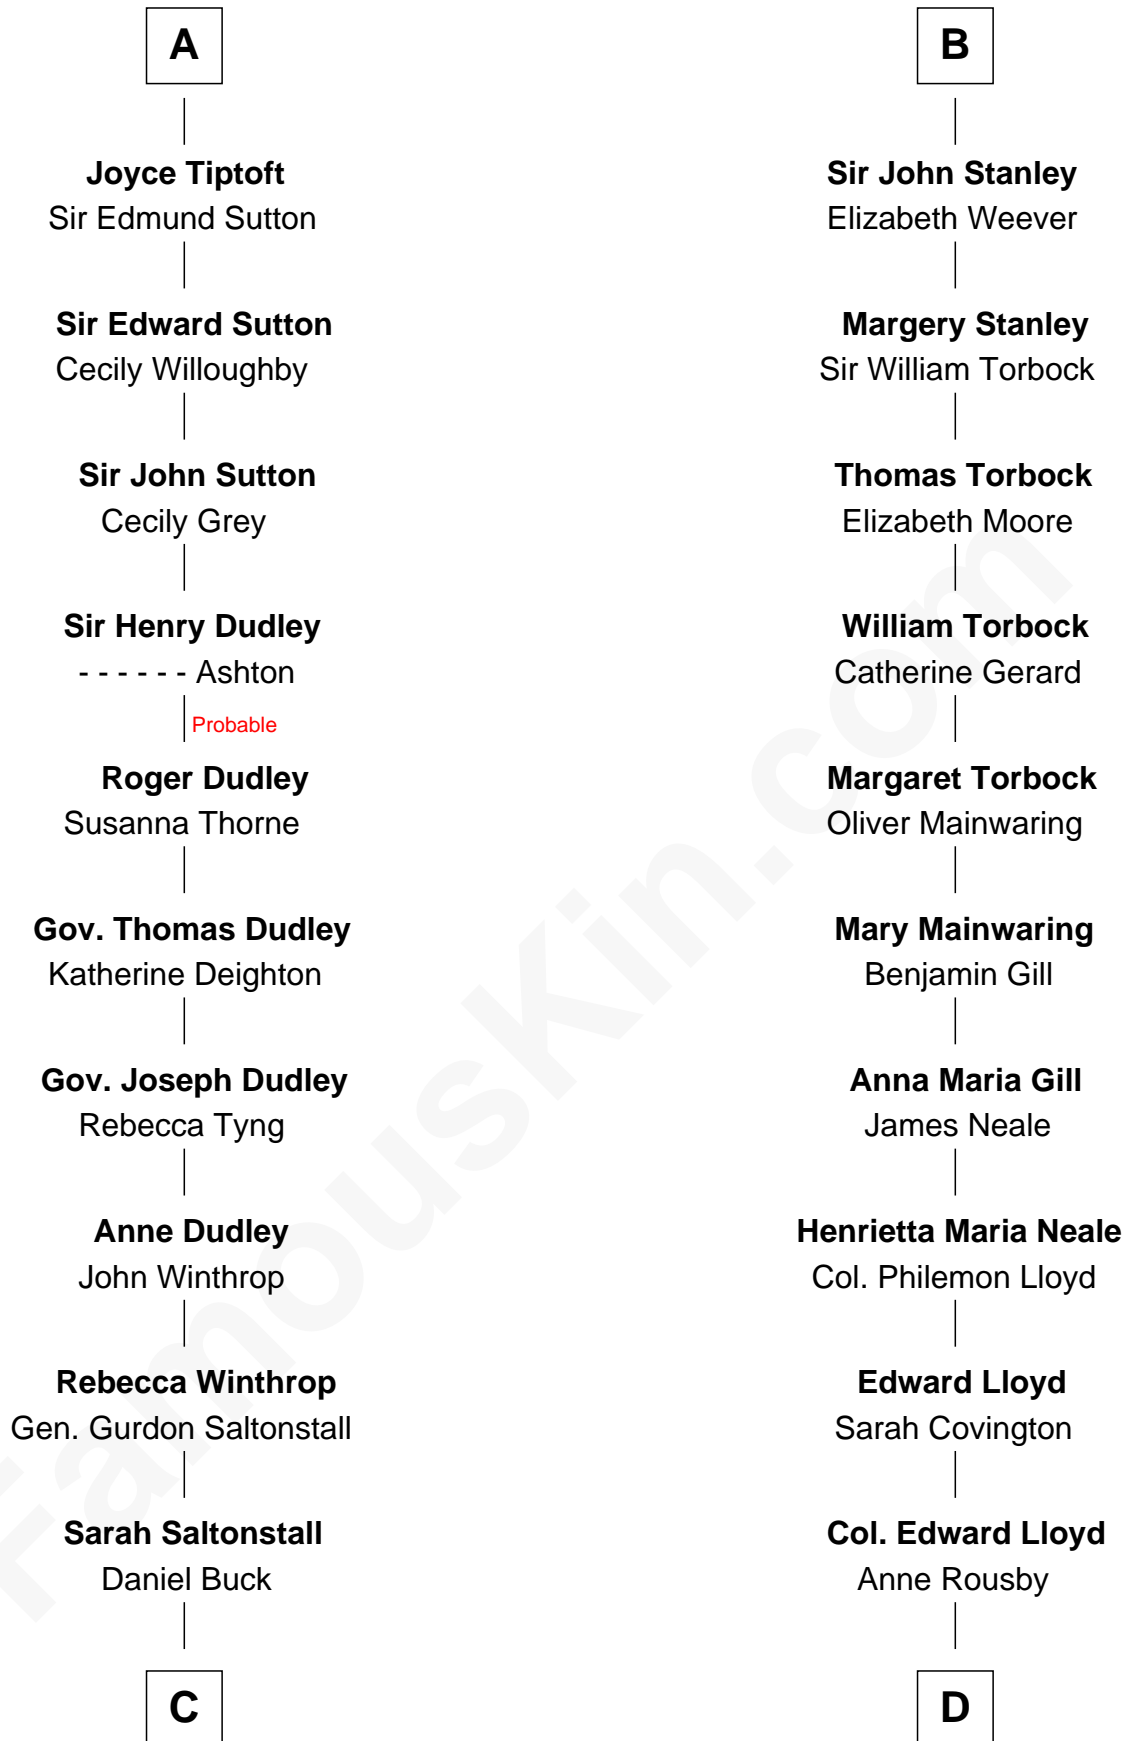 A
Joyce Tiptoft
Sir Edmund Sutton
Sir Edward Sutton
Cecily Willoughby
Sir John Sutton
Cecily Grey
Sir Henry Dudley
- - - - - - Ashton
Probable
Roger Dudley
Susanna Thorne
Gov. Thomas Dudley
Katherine Deighton
Gov. Joseph Dudley
Rebecca Tyng
Anne Dudley
John Winthrop
Rebecca Winthrop
Gen. Gurdon Saltonstall
Sarah Saltonstall
Daniel Buck
C
B
Sir John Stanley
Elizabeth Weever
Margery Stanley
Sir William Torbock
Thomas Torbock
Elizabeth Moore
William Torbock
Catherine Gerard
Margaret Torbock
Oliver Mainwaring
Mary Mainwaring
Benjamin Gill
Anna Maria Gill
James Neale
Henrietta Maria Neale
Col. Philemon Lloyd
Edward Lloyd
Sarah Covington
Col. Edward Lloyd
Anne Rousby
D
FamousKin.com